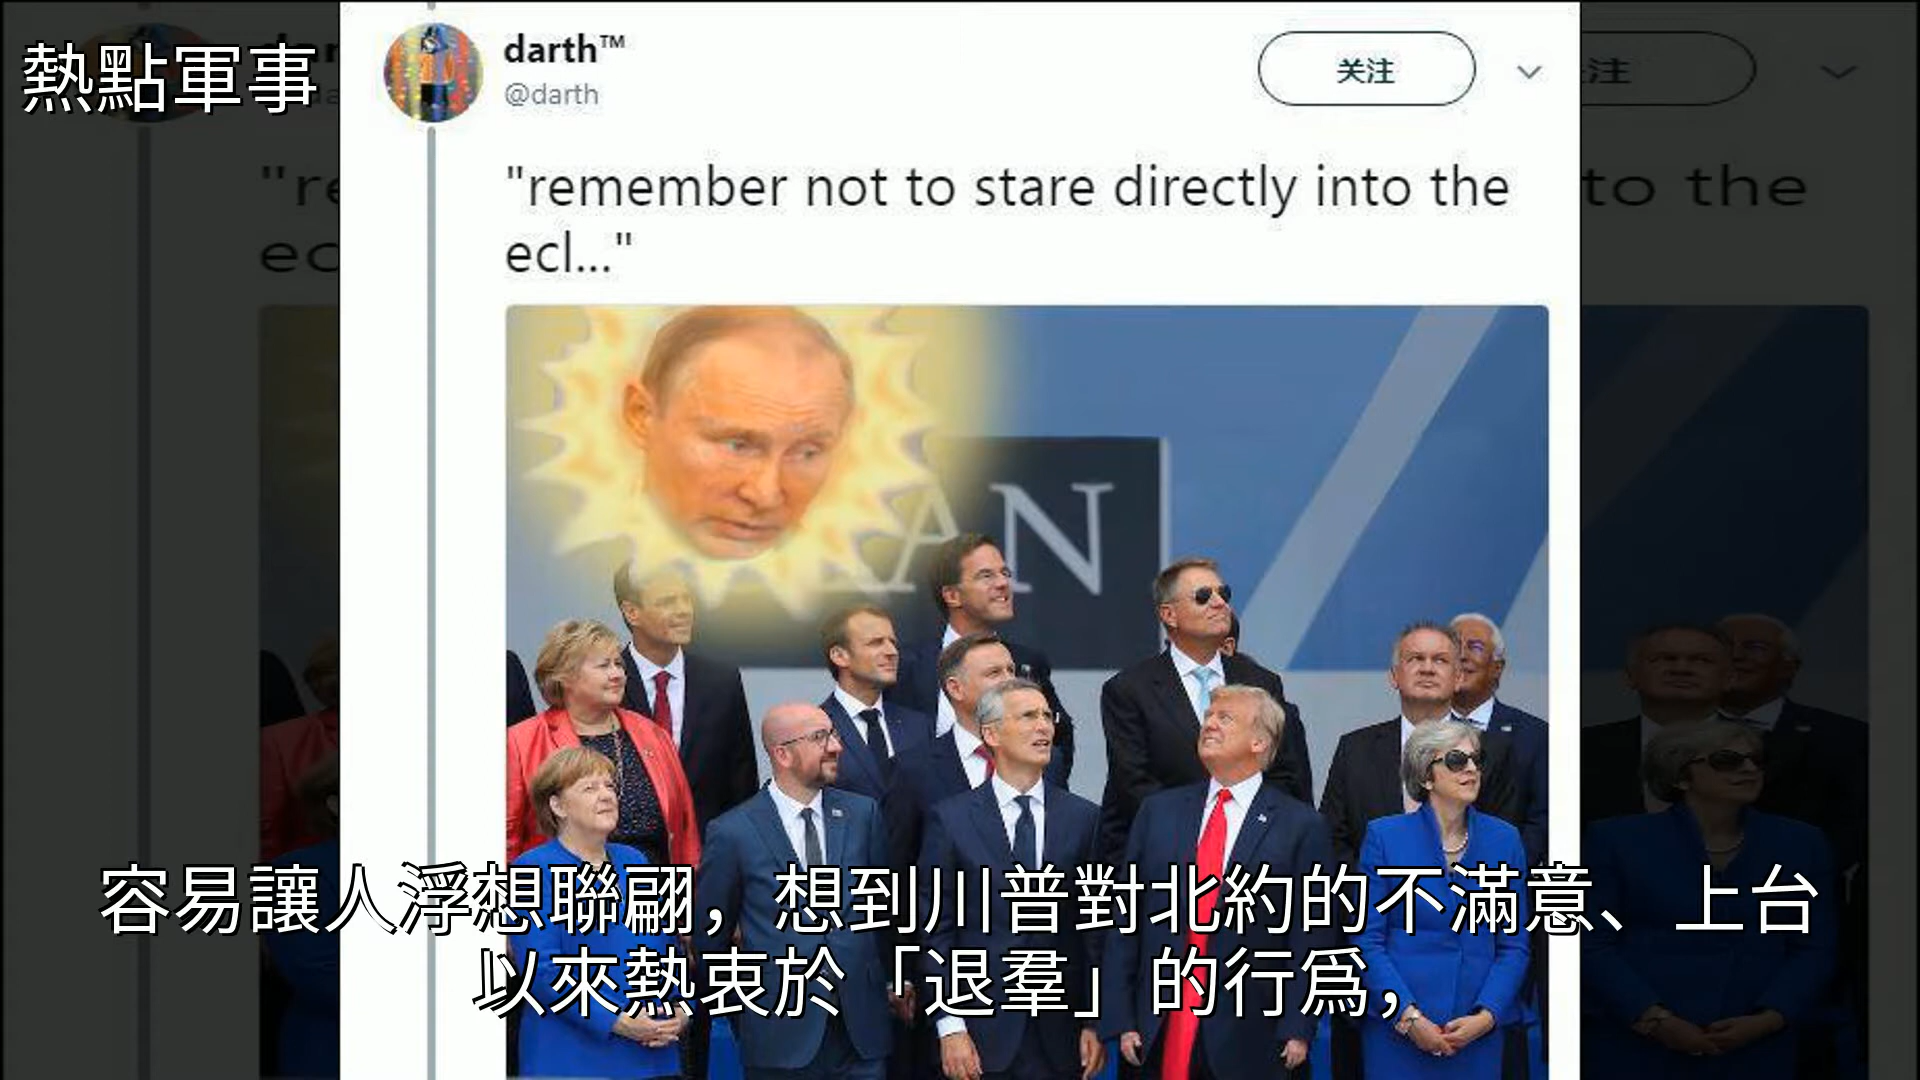 熱點軍事
darth™
@darth
关注
"remember not to stare directly into the
ecl..."
AN
容易讓人浮想聯翩，想到川普對北約的不滿意、上台
以來熱衷於「退羣」的行爲，